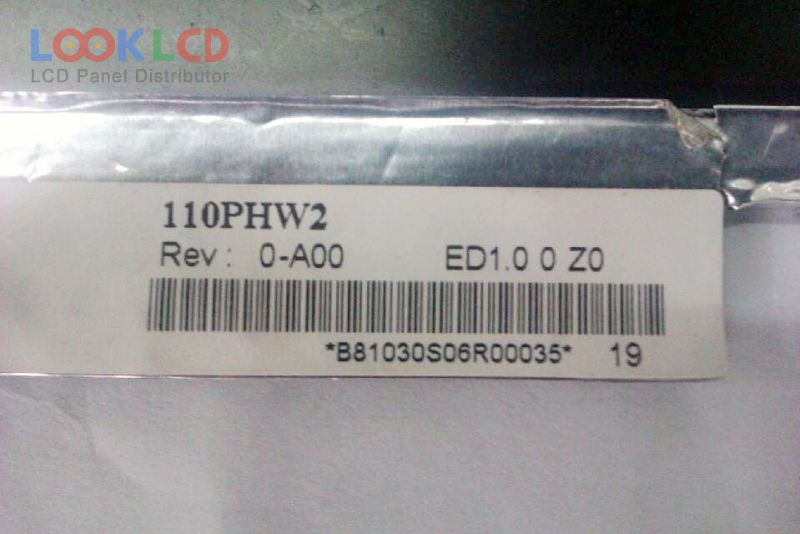 LOOKLCD
LCD Panel Distributor
110PHW2
Rev : 0-A00 ED1.0 0 Z0
*B81030S06R00035* 19